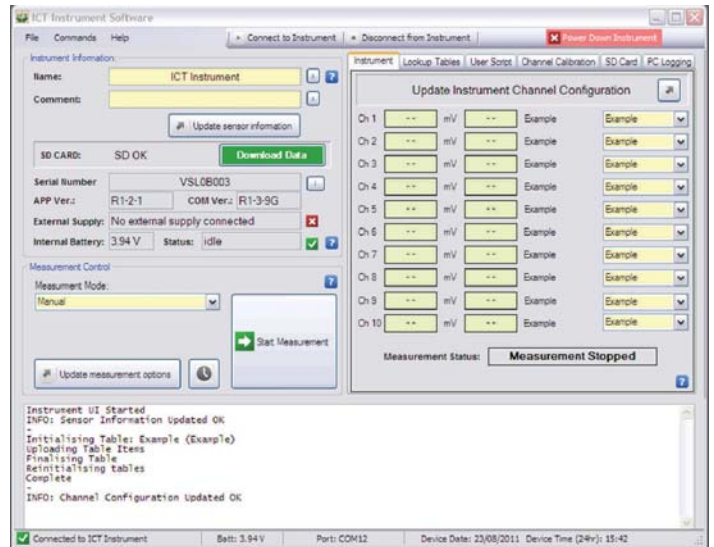 ICT Instrument Software
File Commands Help
Connect to Instrument
Disconnect from Instrument
Power Down Instrument
Instrument Information
Name: ICT Instrument
Comment:
Update sensor information
SD CARD: SD OK
Download Data
Serial Number VSL0B003
APP Ver.: R1-2-1 COM Ver.: R1-3-9G
External Supply: No external supply connected
Internal Battery: 3.94 V Status: idle
Measurement Control
Measurment Mode:
Manual
Start Measurement
Update measurement options
Instrument Lookup Tables User Script Channel Calibration SD Card PC Logging
Update Instrument Channel Configuration
Ch 1 -- mV -- Example Example
Ch 2 -- mV -- Example Example
Ch 3 -- mV -- Example Example
Ch 4 -- mV -- Example Example
Ch 5 -- mV -- Example Example
Ch 6 -- mV -- Example Example
Ch 7 -- mV -- Example Example
Ch 8 -- mV -- Example Example
Ch 9 -- mV -- Example Example
Ch 10 -- mV -- Example Example
Measurement Status: Measurement Stopped
Instrument UI Started
INFO: Sensor Information Updated OK
-
Initialising Table: Example (Example)
Uploading Table Items
Finalising Table
Reinitialising tables
Complete
-
INFO: Channel Configuration Updated OK
Connected to ICT Instrument Batt: 3.94 V Port: COM12 Device Date: 23/08/2011 Device Time (24hr): 15:42